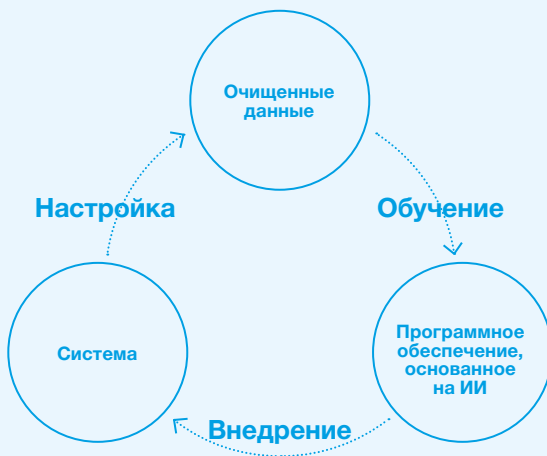 Очищенные
данные
Настройка
Обучение
Система
Программное
обеспечение,
основанное
на ИИ
Внедрение